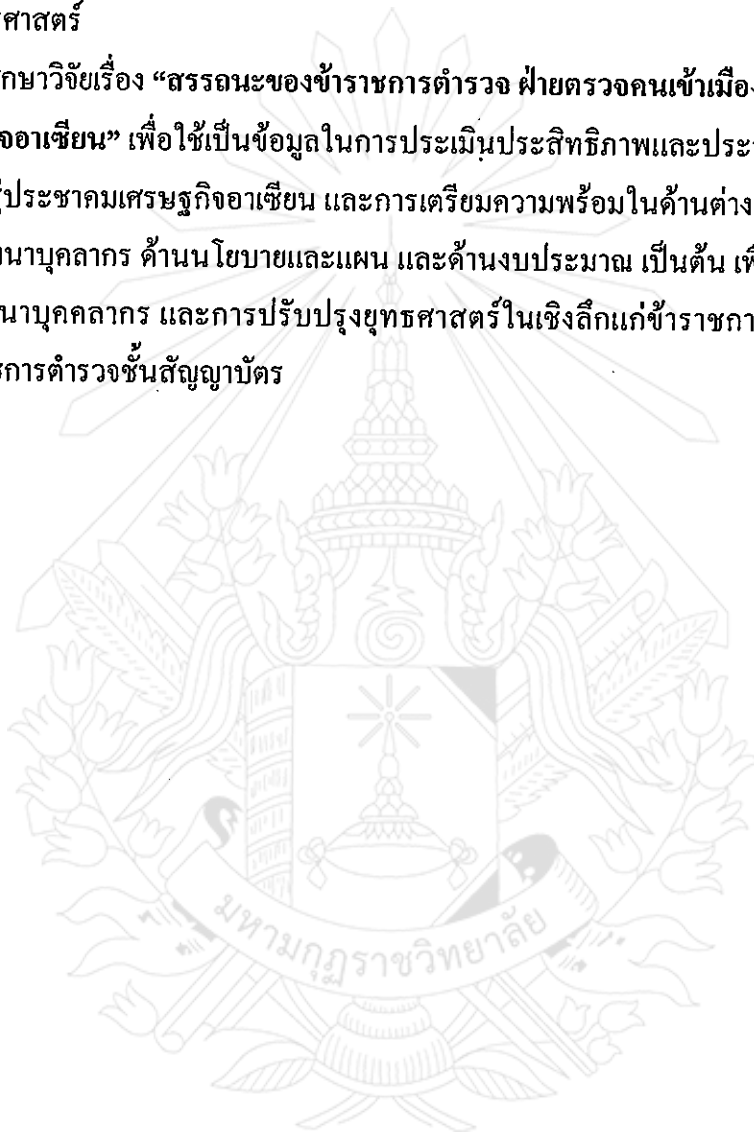 รศาสตร์
กษาวิจัยเรื่อง “สรรถนะของข้าราชการตำรวจ ฝ่ายตรวจคนเข้าเมือง
จอาเซียน” เพื่อใช้เป็นข้อมูลในการประเมินประสิทธิภาพและประ
ู่ประชาคมเศรษฐกิจอาเซียน และการเตรียมความพร้อมในด้านต่าง
นาบุคลากร ด้านนโยบายและแผน และด้านงบประมาณ เป็นต้น เพื
นาบุคคลากร และการปรับปรุงยุทธศาสตร์ในเชิงลึกแก่ข้าราชกา
การตำรวจชั้นสัญญาบัตร
มหามกุฏราชวิทยาลัย